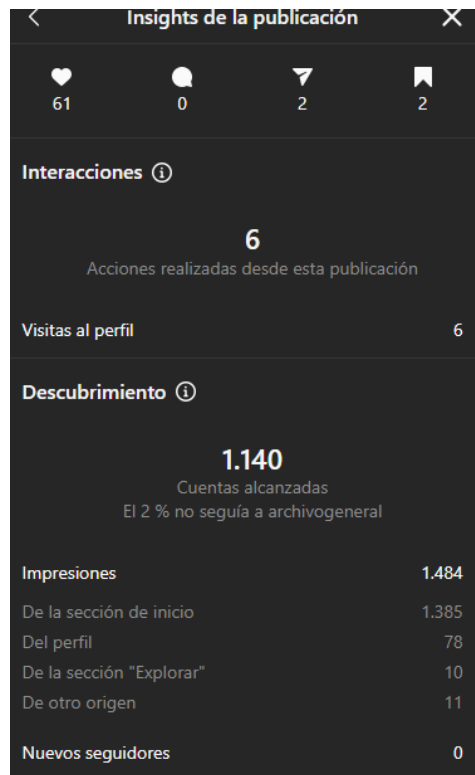 Insights de la publicación
61 0 2 2
Interacciones
6
Acciones realizadas desde esta publicación
Visitas al perfil 6
Descubrimiento
1.140
Cuentas alcanzadas
El 2 % no seguía a archivogeneral
Impresiones 1.484
De la sección de inicio 1.385
Del perfil 78
De la sección "Explorar" 10
De otro origen 11
Nuevos seguidores 0